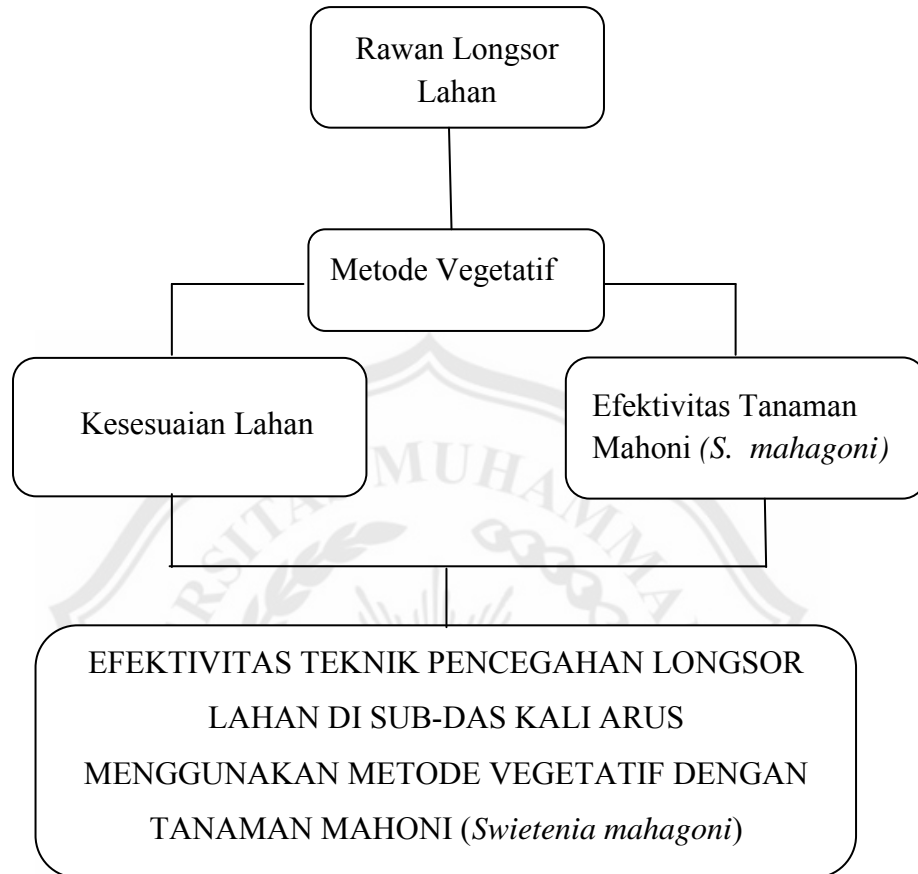 Rawan Longsor
Lahan
Metode Vegetatif
Kesesuaian Lahan
Efektivitas Tanaman
Mahoni (S. mahagoni)
EFEKTIVITAS TEKNIK PENCEGAHAN LONGSOR
LAHAN DI SUB-DAS KALI ARUS
MENGGUNAKAN METODE VEGETATIF DENGAN
TANAMAN MAHONI (Swietenia mahagoni)